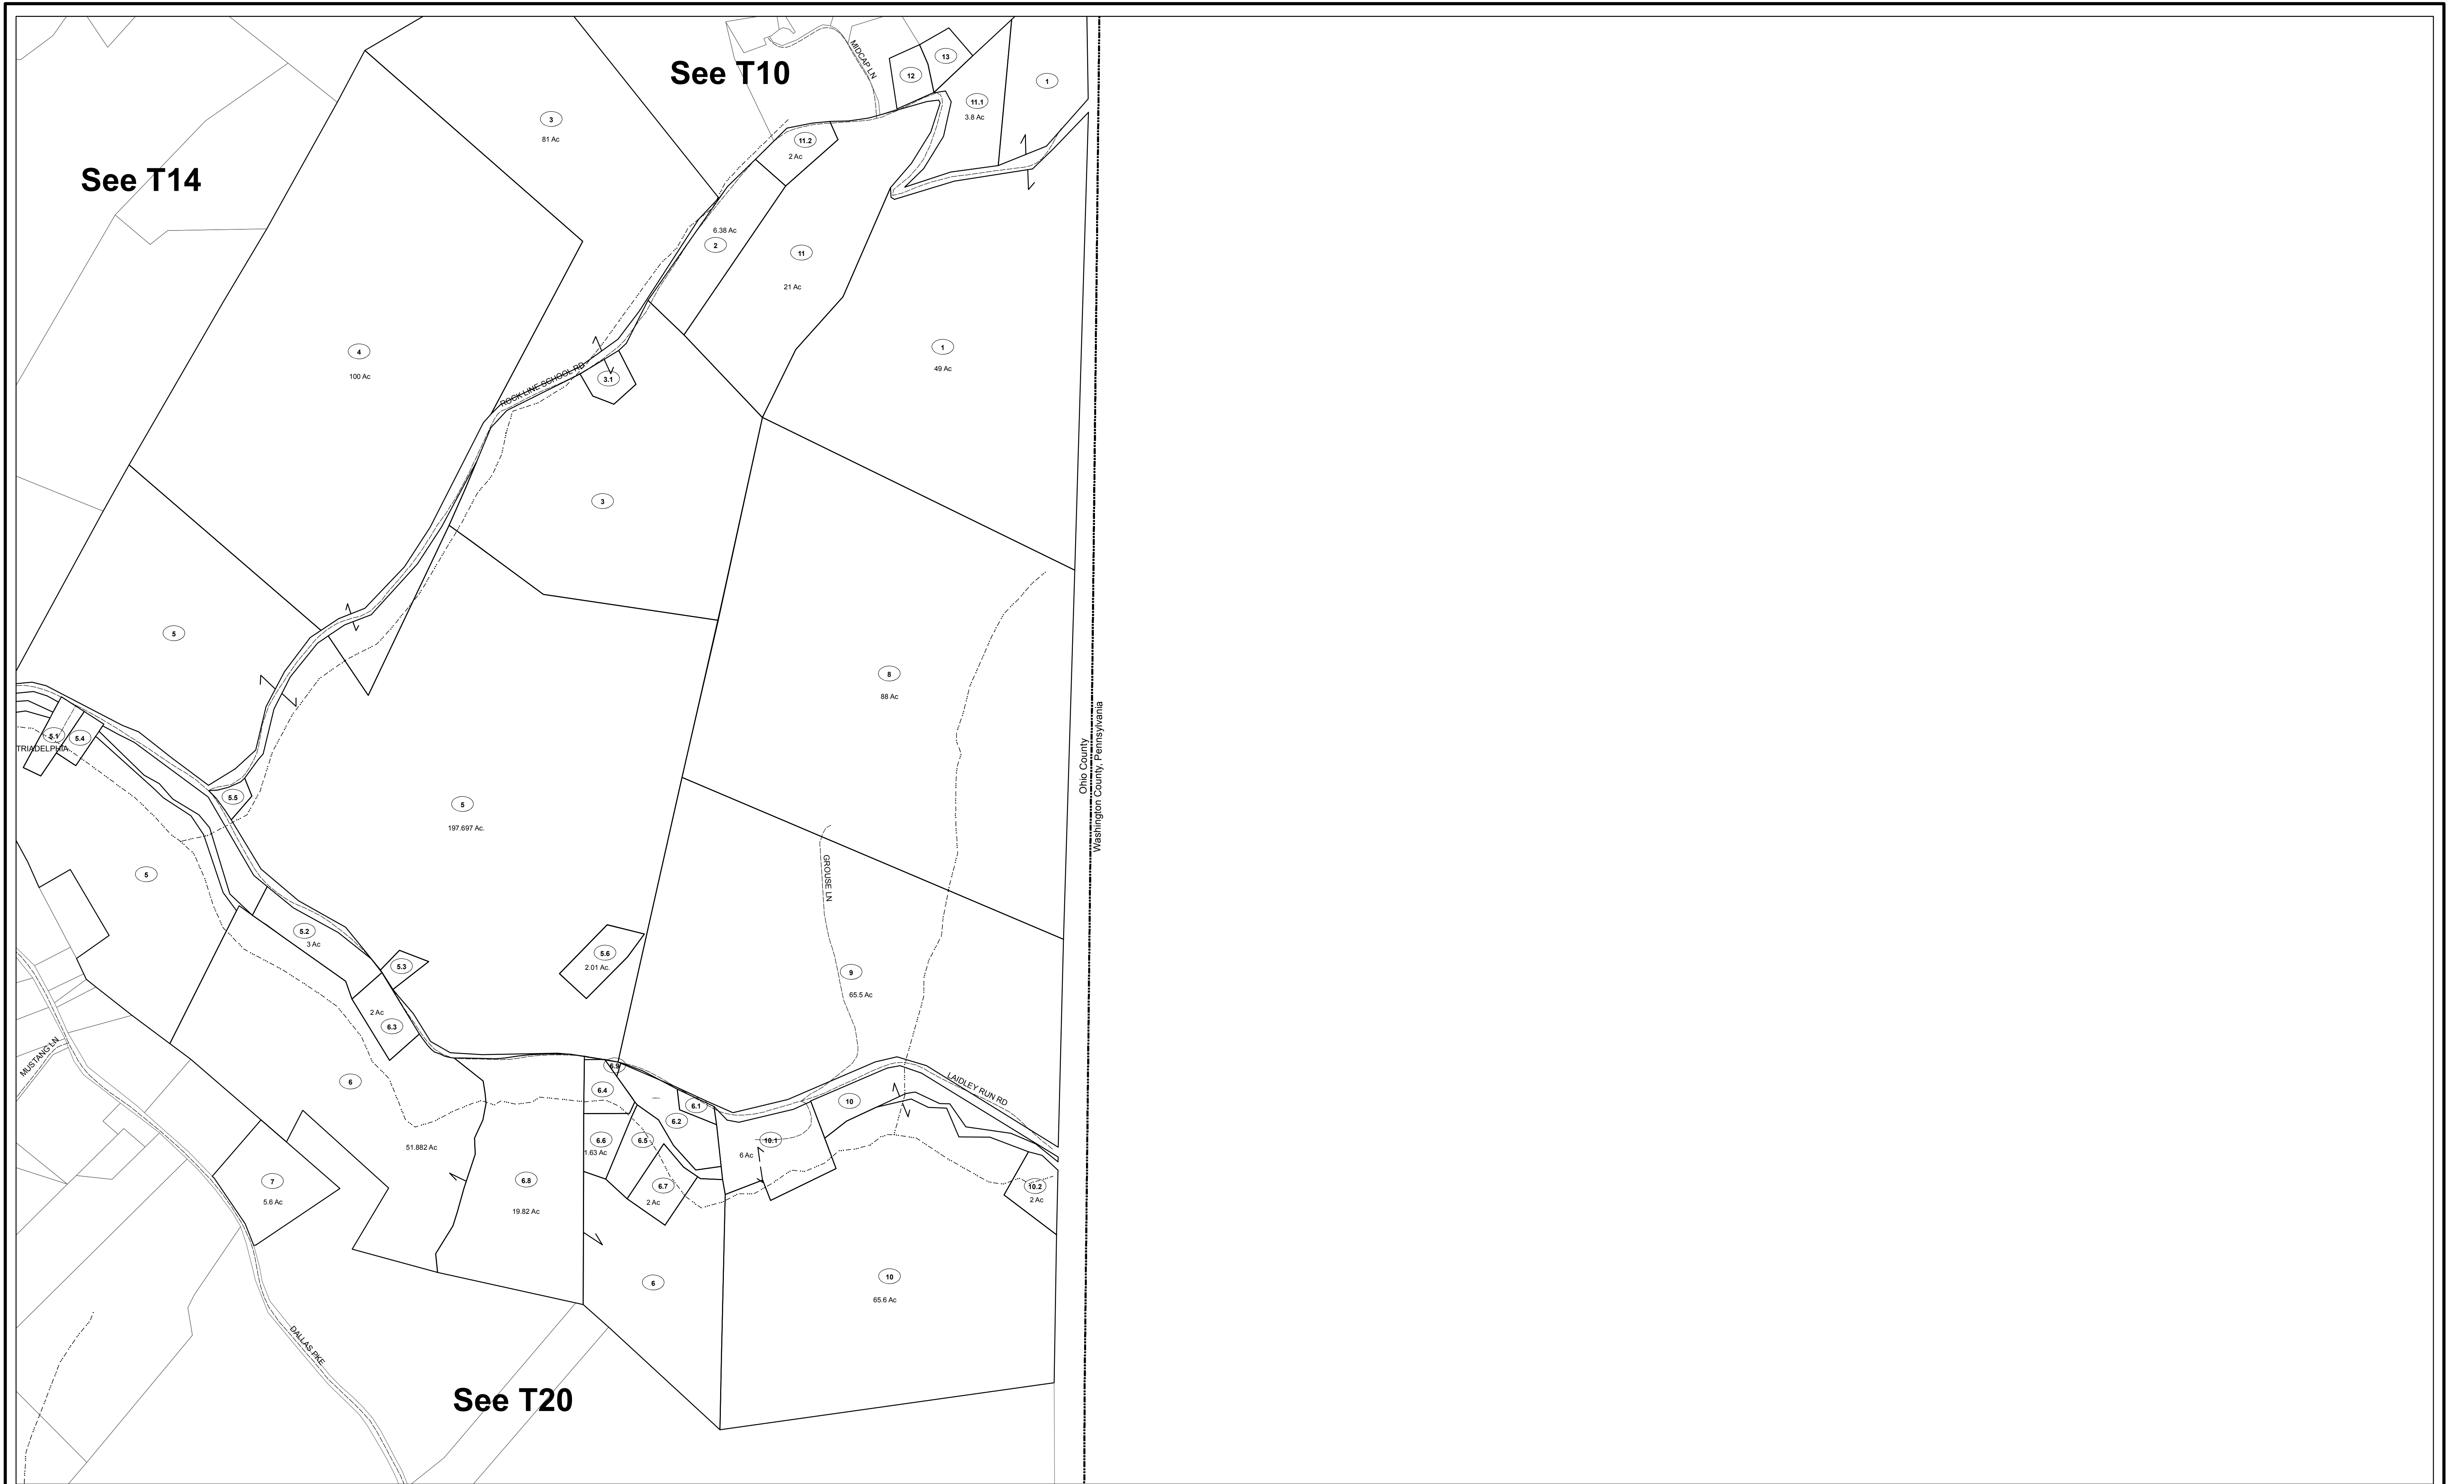 See T10
MIDCAP LN
13
12
1
11.1
3.8 Ac
3
81 Ac
11.2
2 Ac
See T14
6.38 Ac
2
11
21 Ac
1
49 Ac
4
100 Ac
ROCK LINE SCHOOL RD
3.1
3
5
8
88 Ac
Ohio County
Washington County, Pennsylvania
5.1
5.4
TRIADELPHIA
5.5
5
197.697 Ac.
5
GROUSE LN
5.2
3 Ac
5.3
5.6
2.01 Ac.
9
65.5 Ac
2 Ac
6.3
MUSTANG LN
6
6.9
6.4
LAIDLEY RUN RD
10
6.1
6.2
51.882 Ac
6.6
1.63 Ac
6.5
10.1
6 Ac
7
5.6 Ac
6.8
19.82 Ac
6.7
2 Ac
10.2
2 Ac
6
10
65.6 Ac
DALLAS PKE
See T20